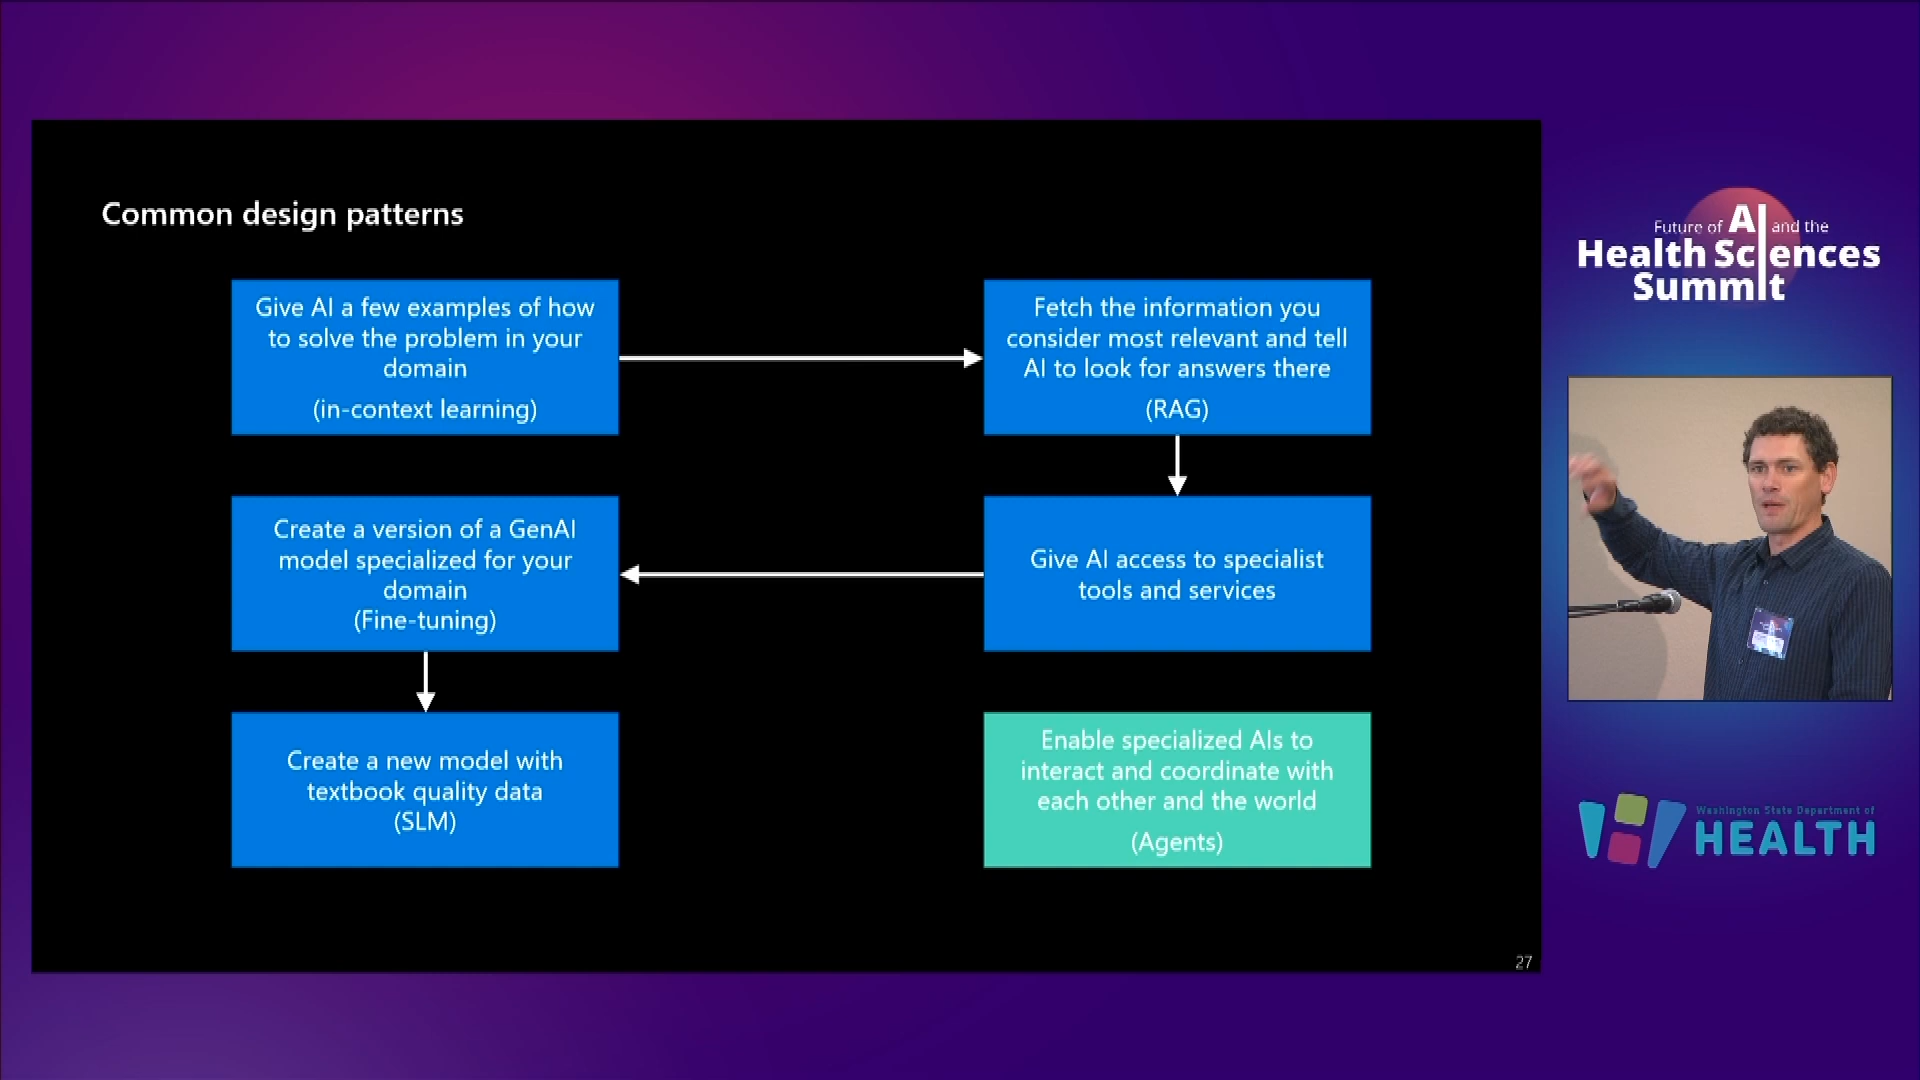 Common design patterns
Give AI a few examples of how
to solve the problem in your
domain
(in-context learning)
Fetch the information you
consider most relevant and tell
AI to look for answers there
(RAG)
Create a version of a GenAI
model specialized for your
domain
(Fine-tuning)
Give AI access to specialist
tools and services
Create a new model with
textbook quality data
(SLM)
Enable specialized AIs to
interact and coordinate with
each other and the world
(Agents)
27
Future of AI and the
Health Sciences
Summit
Washington State Department of
HEALTH